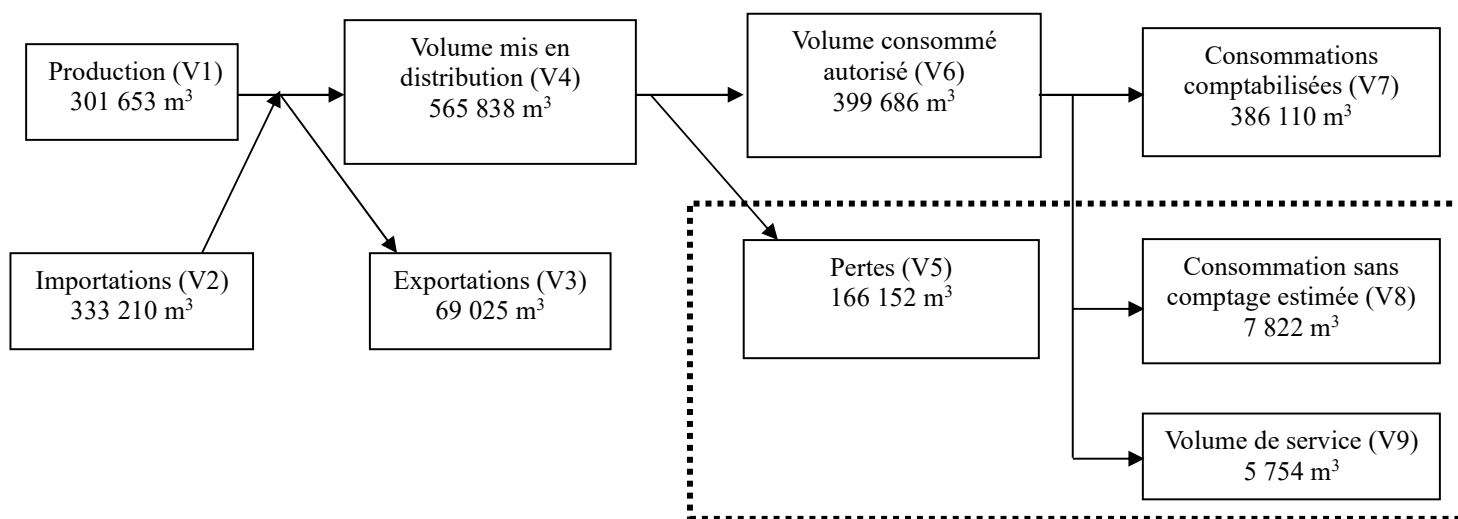 Production (V1)
301 653 m³
Volume mis en
distribution (V4)
565 838 m³
Volume consommé
autorisé (V6)
399 686 m³
Consommations
comptabilisées (V7)
386 110 m³
Importations (V2)
333 210 m³
Exportations (V3)
69 025 m³
Pertes (V5)
166 152 m³
Consommation sans
comptage estimée (V8)
7 822 m³
Volume de service (V9)
5 754 m³